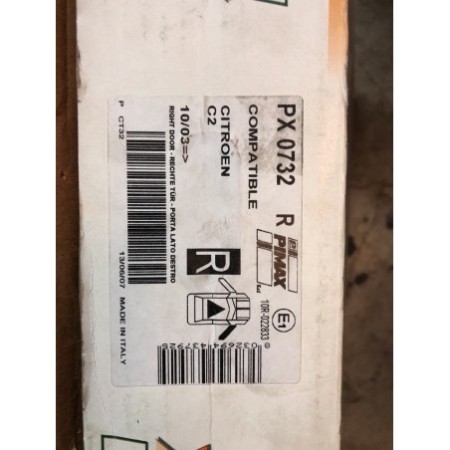 PX 0732 R
PIMAX
COMPATIBLE
CITROEN
C2
10/03=>
RIGHT DOOR - RECHTE TÜR - PORTA LATO DESTRO
R
E1
10R-022833
P CT32
13/06/07 MADE IN ITALY